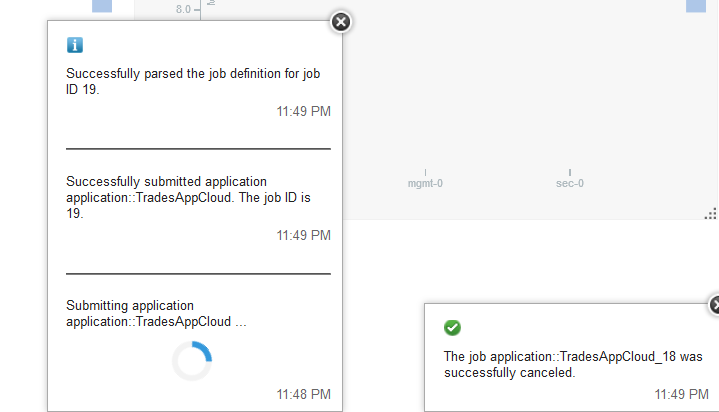 8.0
Successfully parsed the job definition for job
ID 19.
11:49 PM
Successfully submitted application
application::TradesAppCloud. The job ID is
19.
11:49 PM
Submitting application
application::TradesAppCloud ...
11:48 PM
mgmt-0
sec-0
The job application::TradesAppCloud_18 was
successfully canceled.
11:49 PM